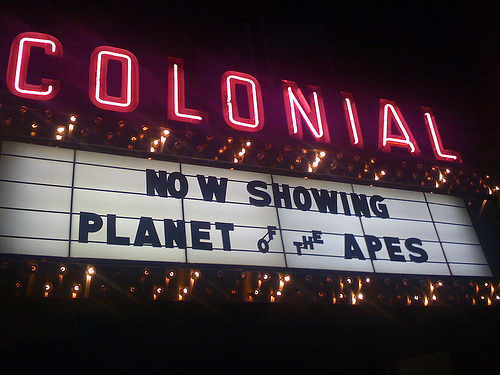 COLONIAL
NOW SHOWING
PLANET OF THE APES